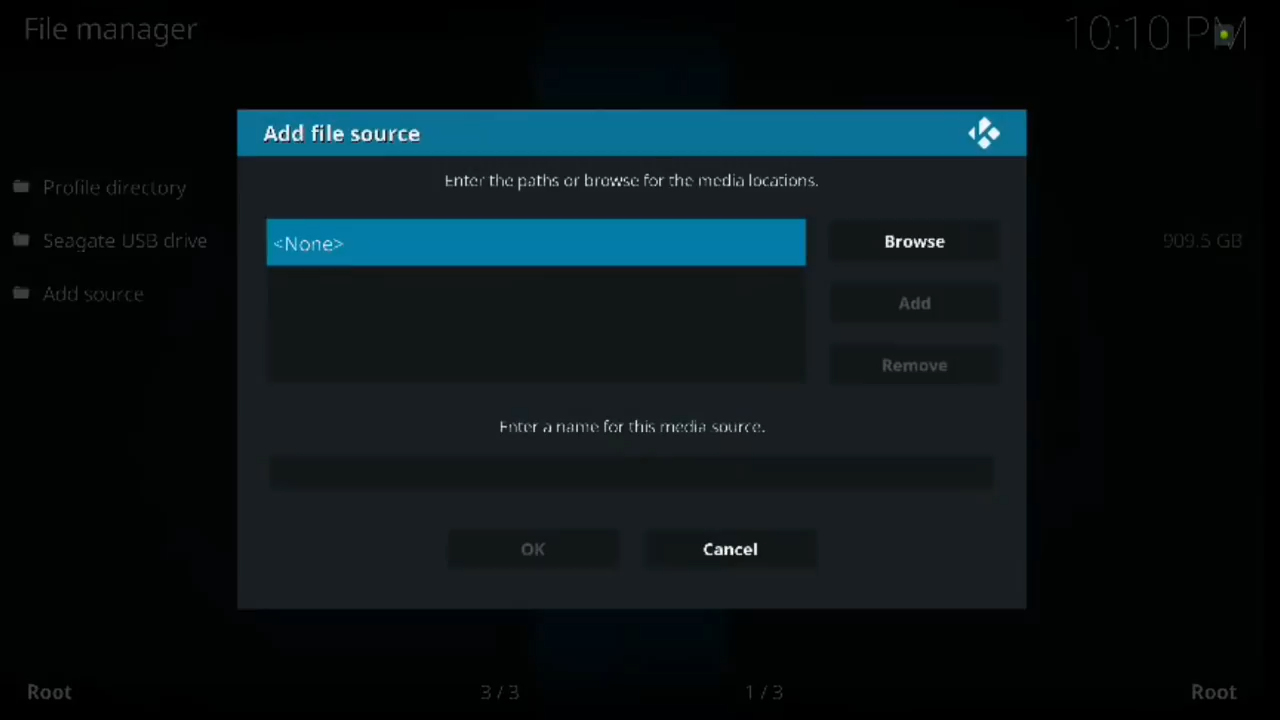 File manager
10:10 PM
Add file source
Enter the paths or browse for the media locations.
Profile directory
<None>
Browse
Seagate USB drive
909.5 GB
Add source
Add
Remove
Enter a name for this media source.
OK
Cancel
Root
3 / 3
1 / 3
Root